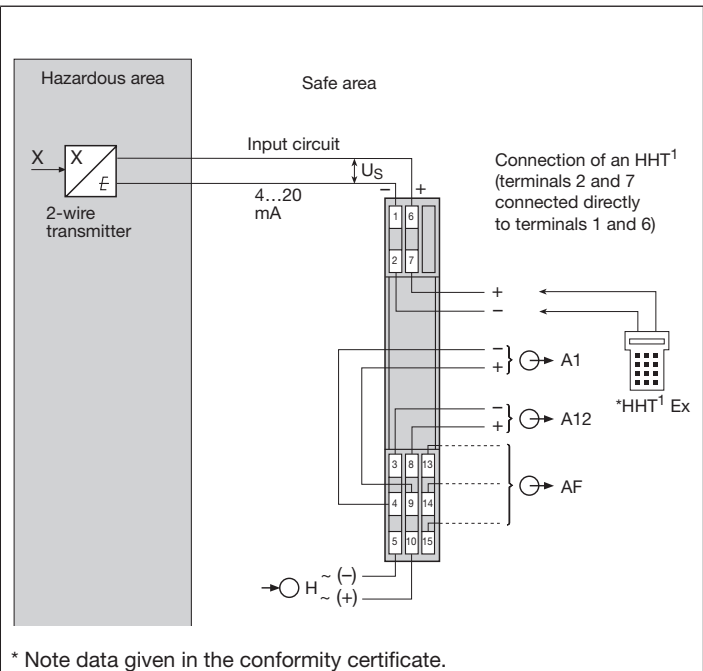 Hazardous area
Safe area
Input circuit
X
X
E
US
− +
4…20
mA
2-wire
transmitter
Connection of an HHT1
(terminals 2 and 7
connected directly
to terminals 1 and 6)
1 6
2 7
+
−
−
+ } A1
*HHT1 Ex
−
+ } A12
3 8 13
} AF
4 9 14
5 10 15
H ~ (–)
~ (+)
* Note data given in the conformity certificate.